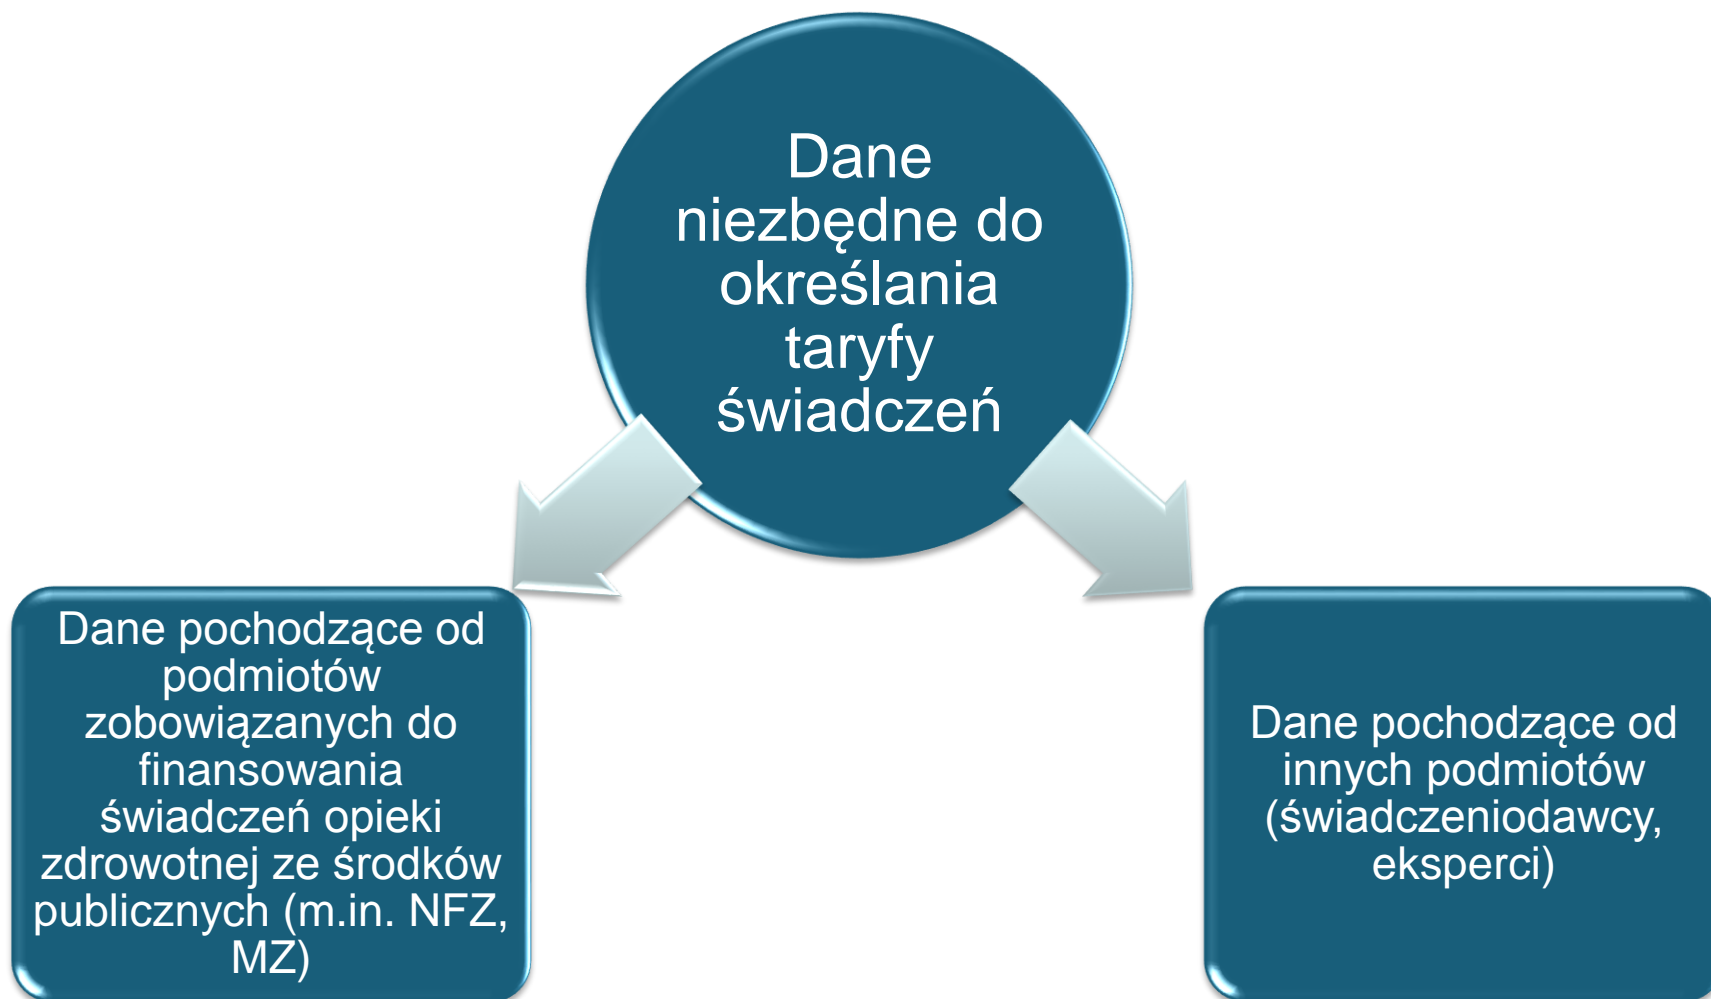 Dane
niezbędne do
określania
taryfy
świadczeń
Dane pochodzące od
podmiotów
zobowiązanych do
finansowania
świadczeń opieki
zdrowotnej ze środków
publicznych (m.in. NFZ,
MZ)
Dane pochodzące od
innych podmiotów
(świadczeniodawcy,
eksperci)